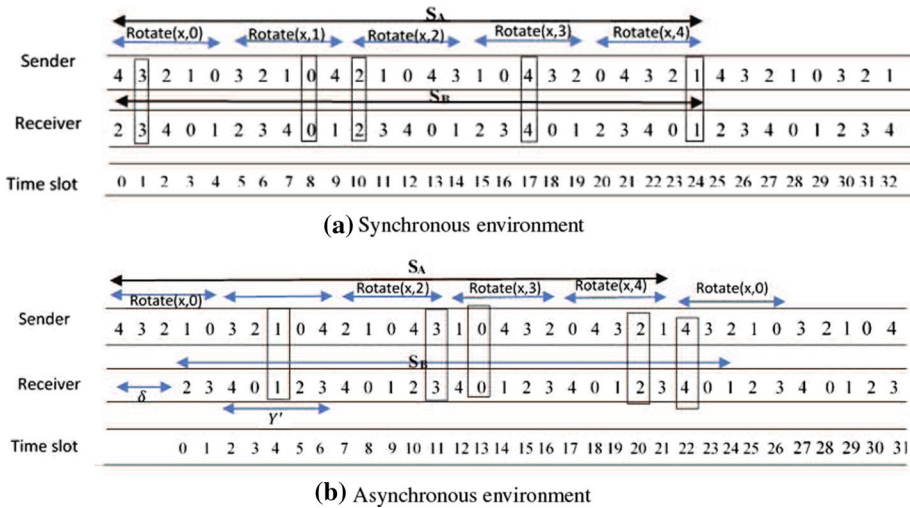 S_A
Rotate(x,0) Rotate(x,1) Rotate(x,2) Rotate(x,3) Rotate(x,4)
Sender 4 3 2 1 0 3 2 1 0 4 2 1 0 4 3 1 0 4 3 2 0 4 3 2 1 4 3 2 1 0 3 2 1
S_B
Receiver 2 3 4 0 1 2 3 4 0 1 2 3 4 0 1 2 3 4 0 1 2 3 4 0 1 2 3 4 0 1 2 3 4
Time slot 0 1 2 3 4 5 6 7 8 9 10 11 12 13 14 15 16 17 18 19 20 21 22 23 24 25 26 27 28 29 30 31 32
(a) Synchronous environment
S_A
Rotate(x,0) Rotate(x,2) Rotate(x,3) Rotate(x,4) Rotate(x,0)
Sender 4 3 2 1 0 3 2 1 0 4 2 1 0 4 3 1 0 4 3 2 0 4 3 2 1 4 3 2 1 0 3 2 1 0 4
S_B
Receiver 2 3 4 0 1 2 3 4 0 1 2 3 4 0 1 2 3 4 0 1 2 3 4 0 1 2 3 4 0 1 2 3
δ Y'
Time slot 0 1 2 3 4 5 6 7 8 9 10 11 12 13 14 15 16 17 18 19 20 21 22 23 24 25 26 27 28 29 30 31
(b) Asynchronous environment